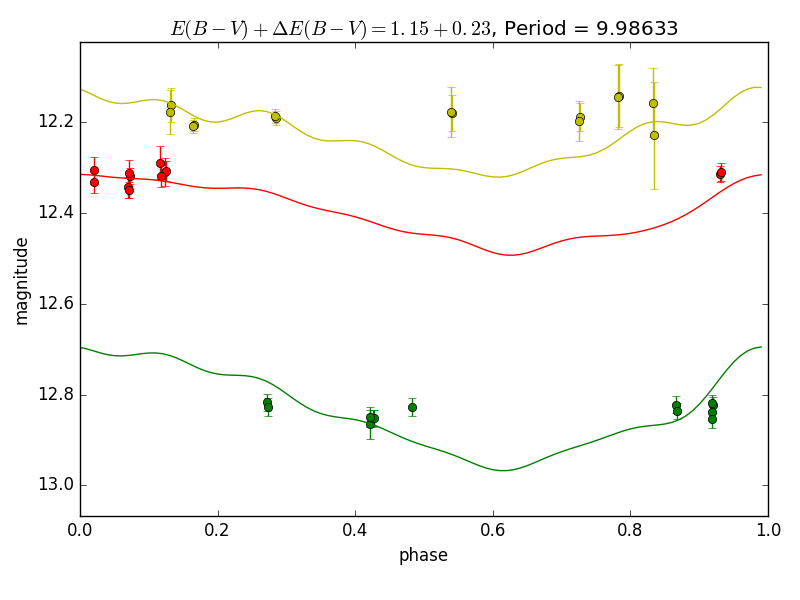 E(B − V) + ΔE(B − V) = 1.15 + 0.23, Period = 9.98633
12.2
12.4
12.6
12.8
13.0
magnitude
0.0 0.2 0.4 0.6 0.8 1.0
phase